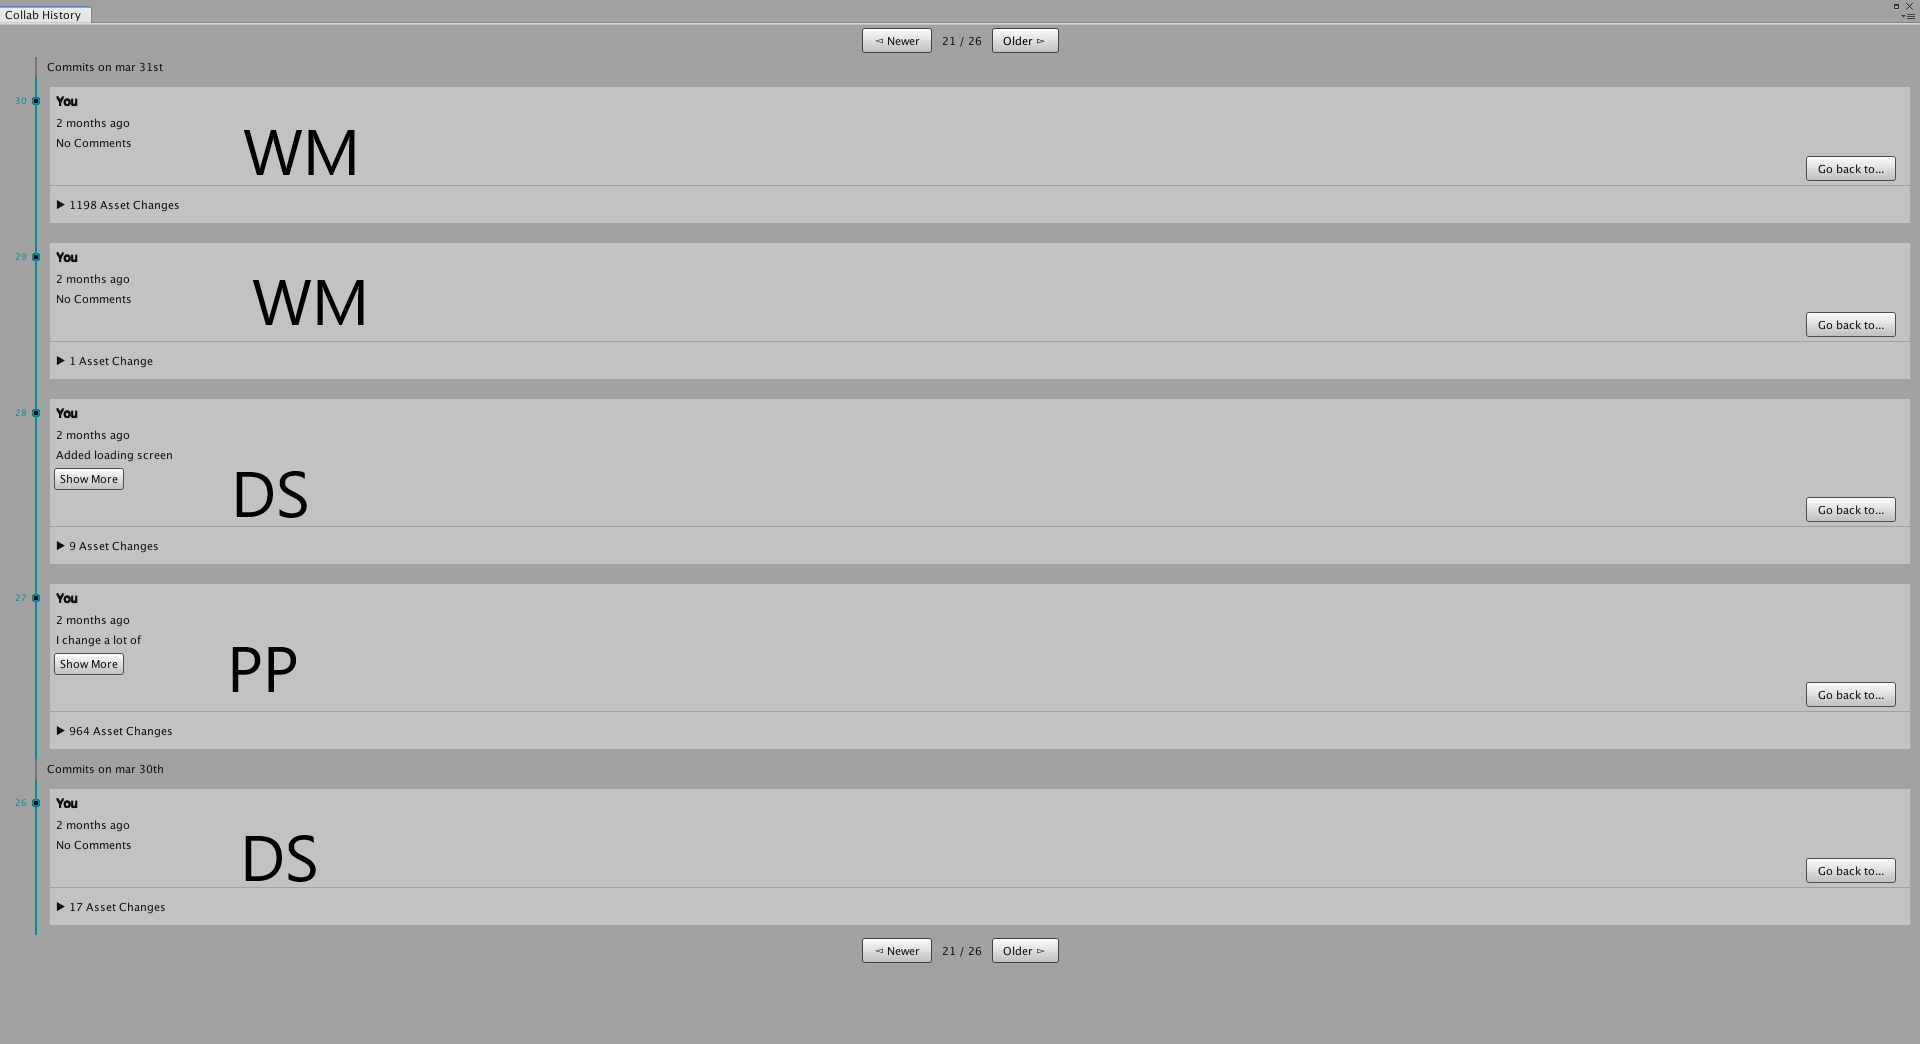 Collab History
◅ Newer 21 / 26 Older ▻
Commits on mar 31st
30 You
2 months ago
No Comments
WM
Go back to...
▶ 1198 Asset Changes
29 You
2 months ago
No Comments
WM
Go back to...
▶ 1 Asset Change
28 You
2 months ago
Added loading screen
Show More
DS
Go back to...
▶ 9 Asset Changes
27 You
2 months ago
I change a lot of
Show More
PP
Go back to...
▶ 964 Asset Changes
Commits on mar 30th
26 You
2 months ago
No Comments
DS
Go back to...
▶ 17 Asset Changes
◅ Newer 21 / 26 Older ▻